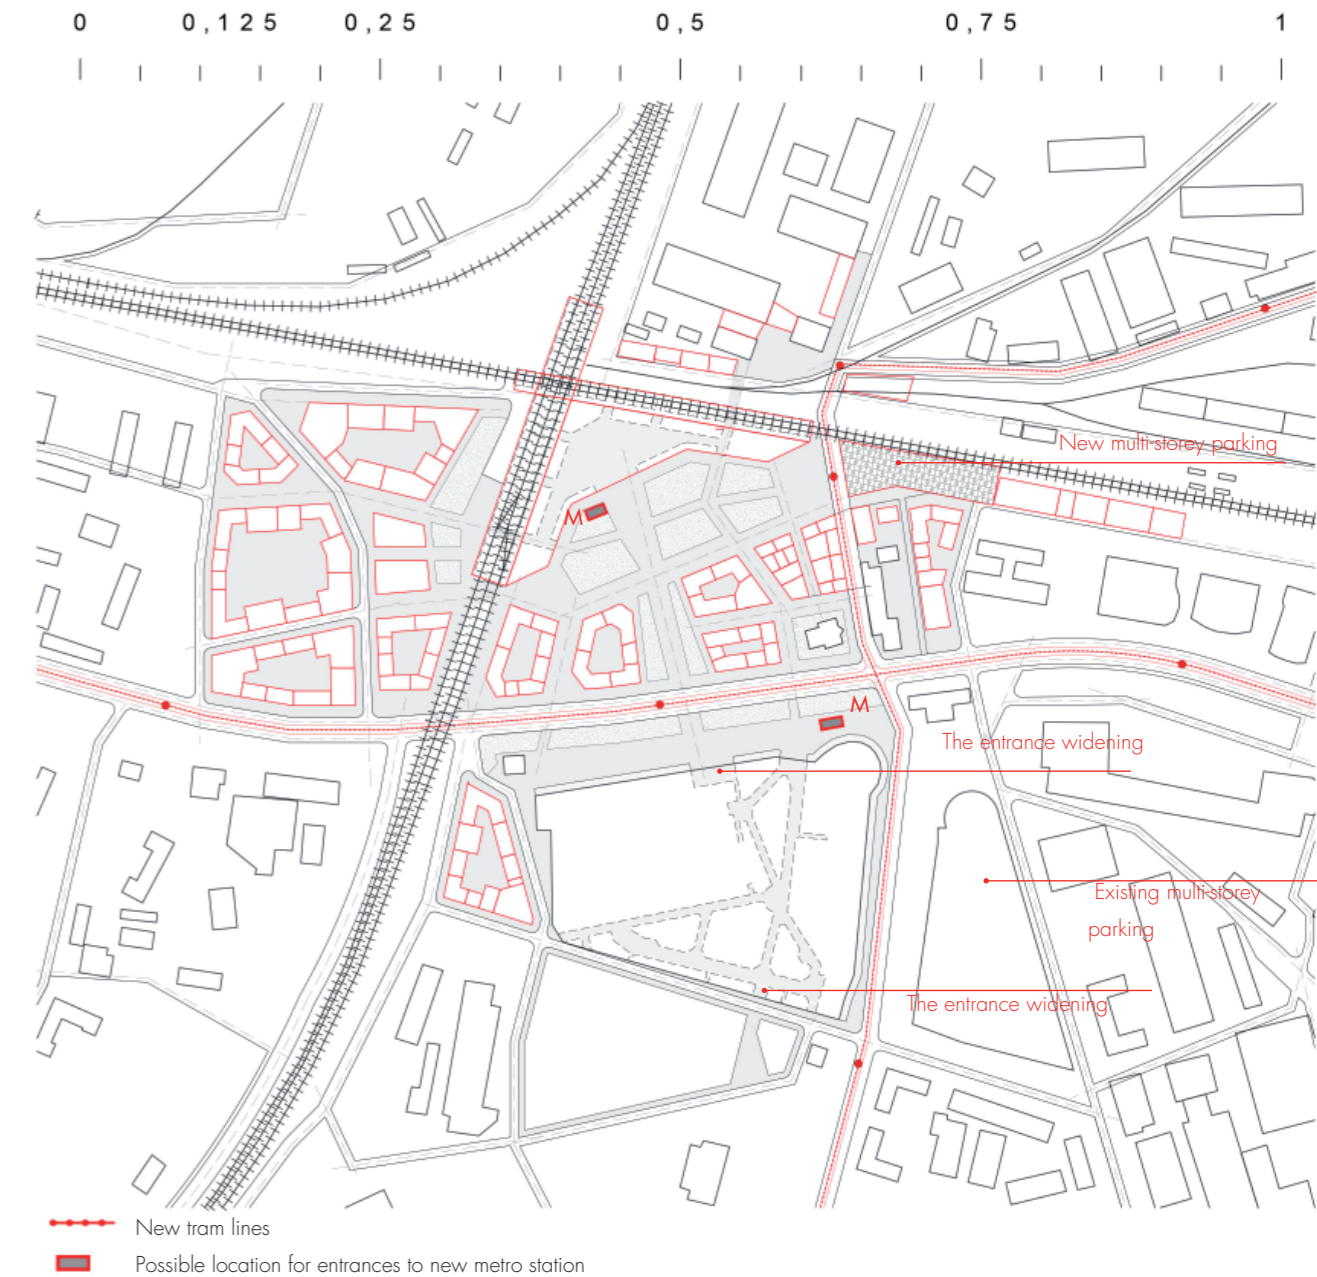 0 0,125 0,25 0,5 0,75 1
New multi-storey parking
M
M
The entrance widening
Existing multi-storey
parking
The entrance widening
New tram lines
Possible location for entrances to new metro station